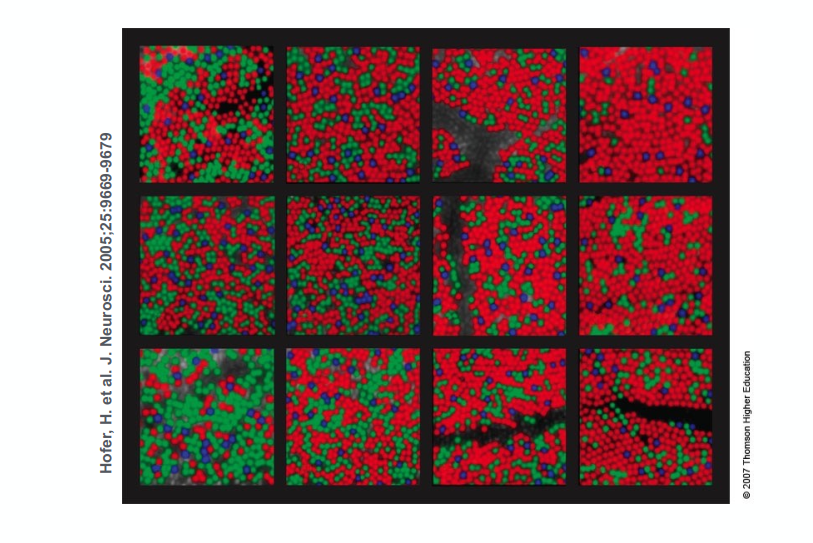 Hofer, H. et al. J. Neurosci. 2005;25:9669-9679
© 2007 Thomson Higher Education